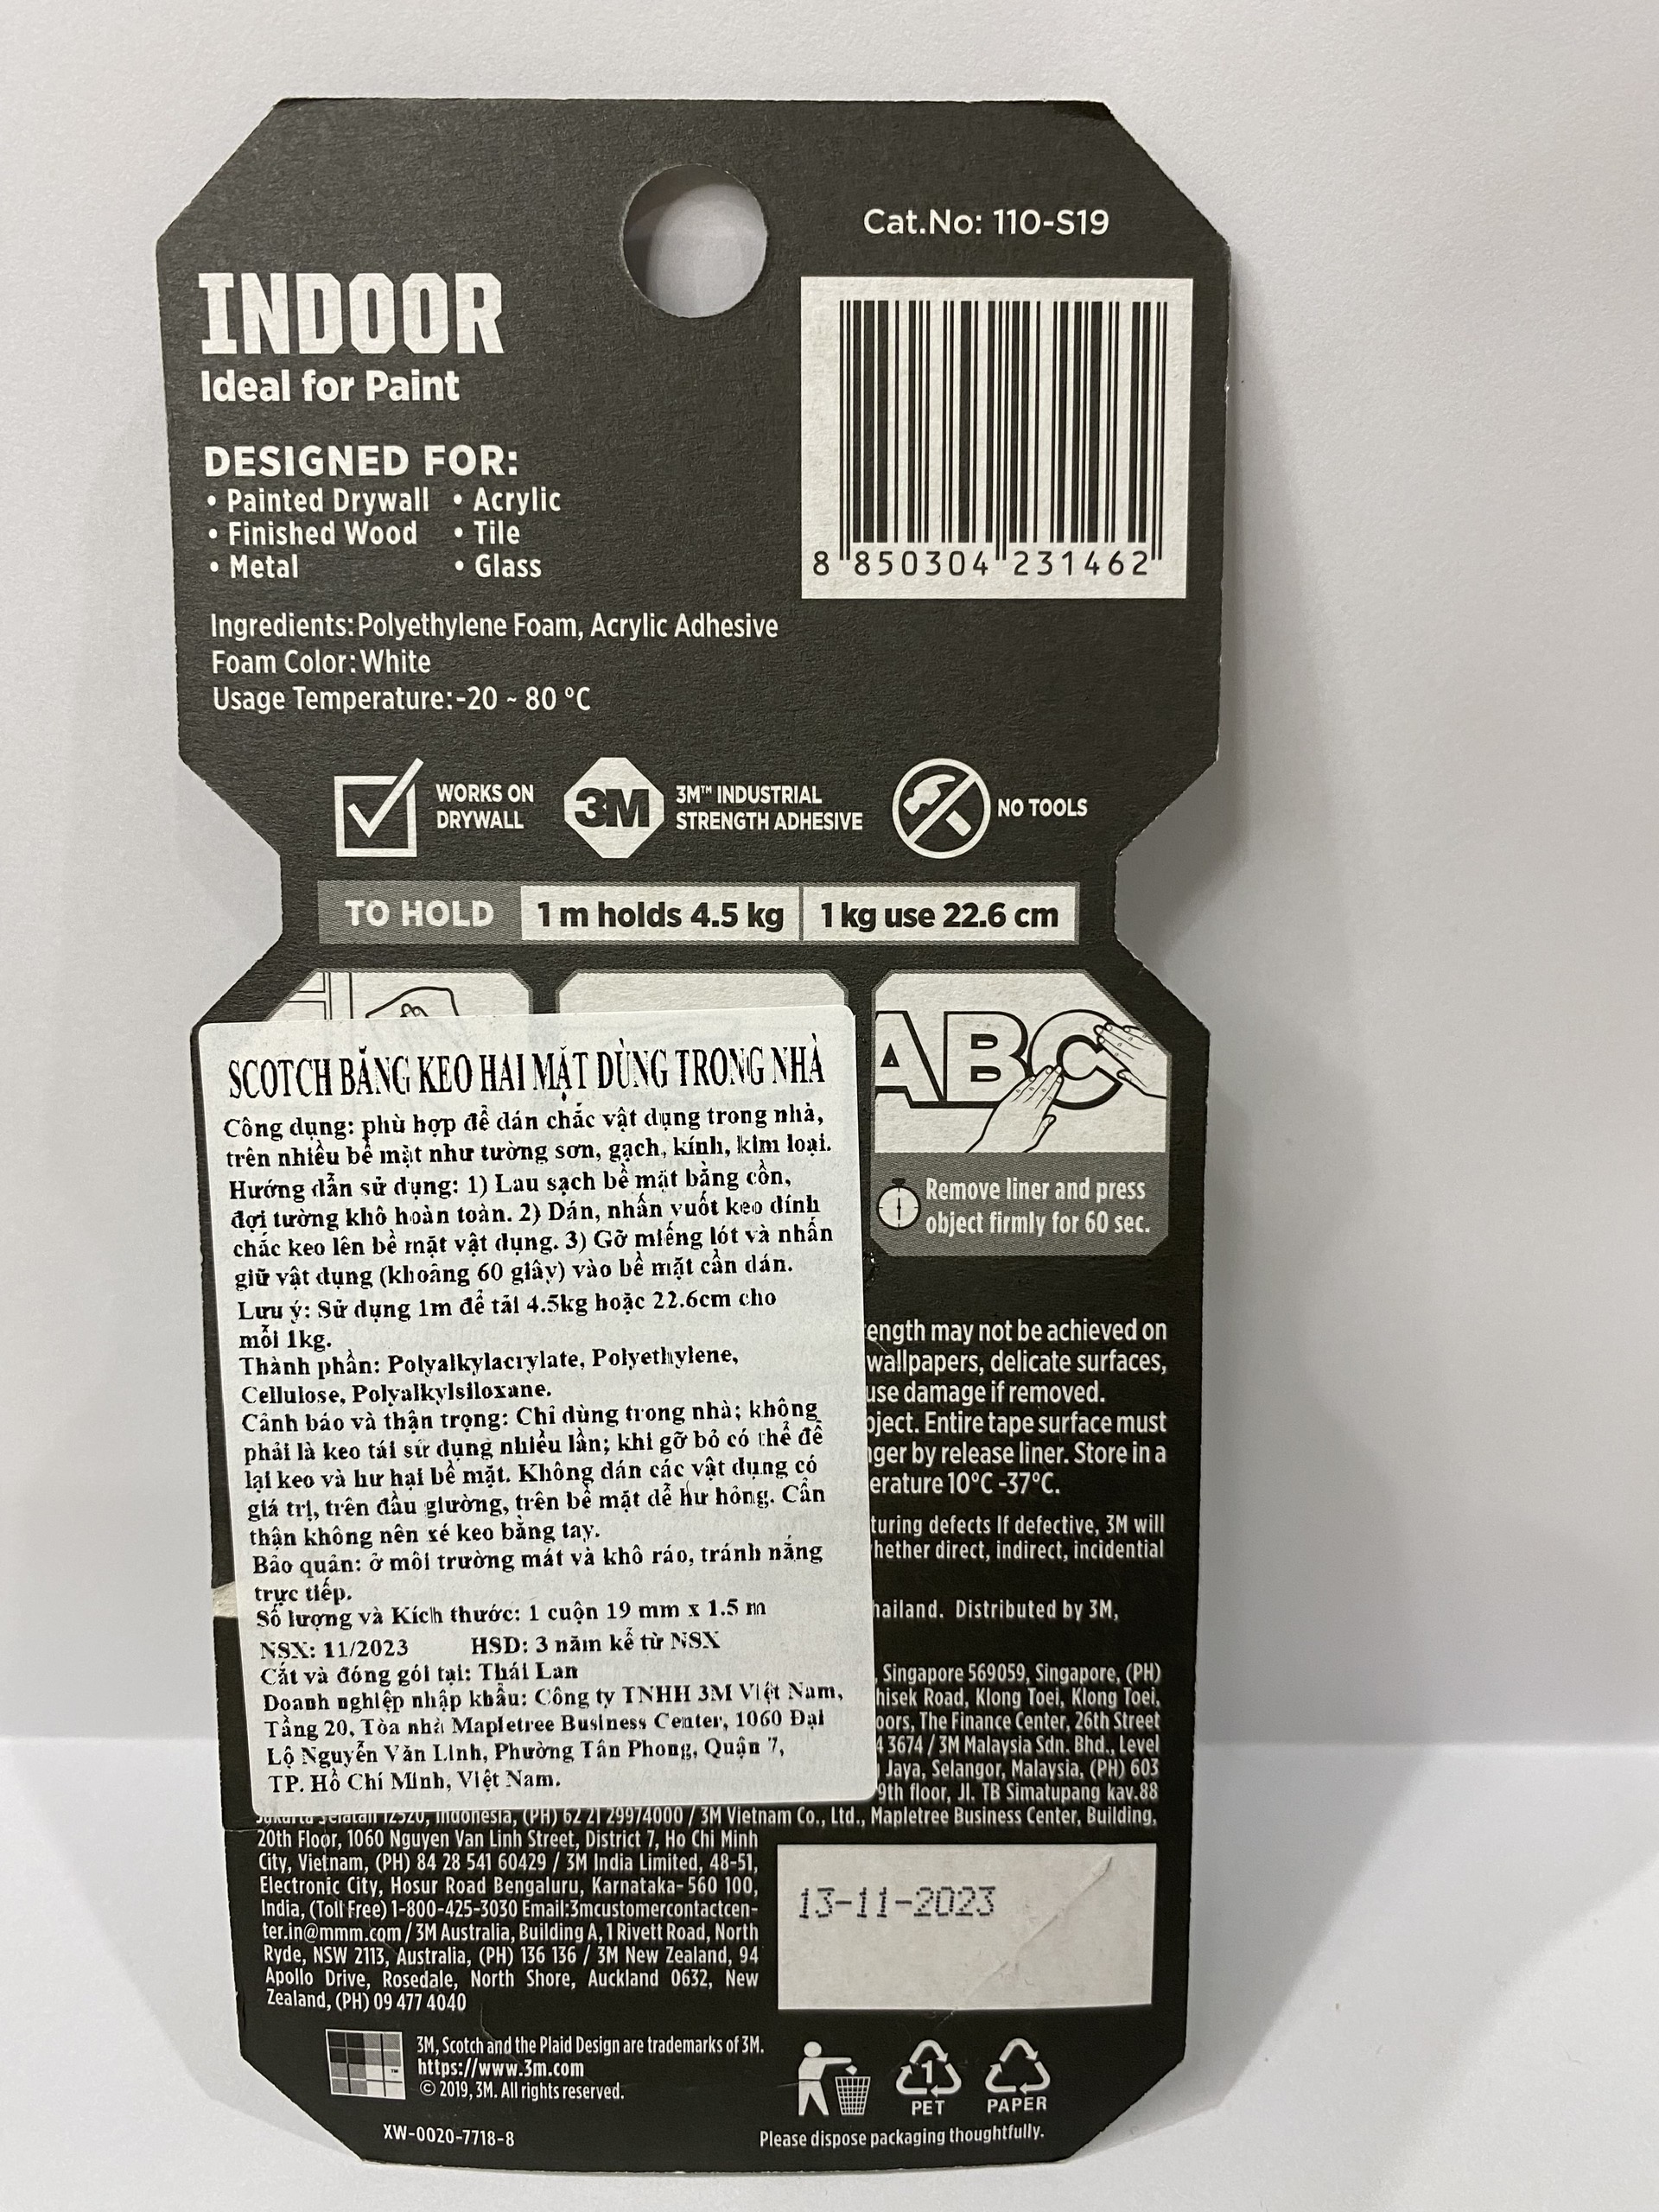 Cat.No: 110-S19
INDOOR
Ideal for Paint
DESIGNED FOR:
• Painted Drywall • Acrylic
• Finished Wood • Tile
• Metal • Glass
8 850304 231462
Ingredients: Polyethylene Foam, Acrylic Adhesive
Foam Color: White
Usage Temperature: -20 ~ 80 °C
WORKS ON
DRYWALL
3M
3M™ INDUSTRIAL
STRENGTH ADHESIVE
NO TOOLS
TO HOLD 1 m holds 4.5 kg 1 kg use 22.6 cm
ABC
Remove liner and press
object firmly for 60 sec.
SCOTCH BĂNG KEO HAI MẶT DÙNG TRONG NHÀ
Công dụng: phù hợp để dán chắc vật dụng trong nhà,
trên nhiều bề mặt như tường sơn, gạch, kính, kim loại.
Hướng dẫn sử dụng: 1) Lau sạch bề mặt bằng cồn,
đợi tường khô hoàn toàn. 2) Dán, nhấn vuốt keo dính
chắc keo lên bề mặt vật dụng. 3) Gỡ miếng lót và nhấn
giữ vật dụng (khoảng 60 giây) vào bề mặt cần dán.
Lưu ý: Sử dụng 1m để tải 4.5kg hoặc 22.6cm cho
mỗi 1kg.
Thành phần: Polyalkylacrylate, Polyethylene,
Cellulose, Polyalkylsiloxane.
Cảnh báo và thận trọng: Chỉ dùng trong nhà; không
phải là keo tái sử dụng nhiều lần; khi gỡ bỏ có thể để
lại keo và hư hại bề mặt. Không dán các vật dụng có
giá trị, trên đầu giường, trên bề mặt dễ hư hỏng. Cẩn
thận không nên xé keo bằng tay.
Bảo quản: ở môi trường mát và khô ráo, tránh nắng
trực tiếp.
Số lượng và Kích thước: 1 cuộn 19 mm x 1.5 m
NSX: 11/2023 HSD: 3 năm kể từ NSX
Cắt và đóng gói tại: Thái Lan
Doanh nghiệp nhập khẩu: Công ty TNHH 3M Việt Nam,
Tầng 20, Tòa nhà Mapletree Business Center, 1060 Đại
Lộ Nguyễn Văn Linh, Phường Tân Phong, Quận 7,
TP. Hồ Chí Minh, Việt Nam.
may not be achieved on
wallpapers, delicate surfaces,
damage if removed.
Entire tape surface must
by release liner. Store in a
10°C -37°C.
defects If defective, 3M will
whether direct, indirect, incidential
Distributed by 3M,
, Singapore 569059, Singapore, (PH)
Road, Klong Toei, Klong Toei,
The Finance Center, 26th Street
3674 / 3M Malaysia Sdn. Bhd., Level
Jaya, Selangor, Malaysia, (PH) 603
9th floor, Jl. TB Simatupang kav.88
12520, Indonesia, (PH) 62 21 29974000 / 3M Vietnam Co., Ltd., Mapletree Business Center, Building,
20th Floor, 1060 Nguyen Van Linh Street, District 7, Ho Chi Minh
City, Vietnam, (PH) 84 28 541 60429 / 3M India Limited, 48-51,
Electronic City, Hosur Road Bengaluru, Karnataka- 560 100,
India, (Toll Free) 1-800-425-3030 Email:3mcustomercontactcen-
ter.in@mmm.com / 3M Australia, Building A, 1 Rivett Road, North
Ryde, NSW 2113, Australia, (PH) 136 136 / 3M New Zealand, 94
Apollo Drive, Rosedale, North Shore, Auckland 0632, New
Zealand, (PH) 09 477 4040
13-11-2023
3M, Scotch and the Plaid Design are trademarks of 3M.
https://www.3m.com
© 2019, 3M. All rights reserved.
1
PET PAPER
XW-0020-7718-8
Please dispose packaging thoughtfully.